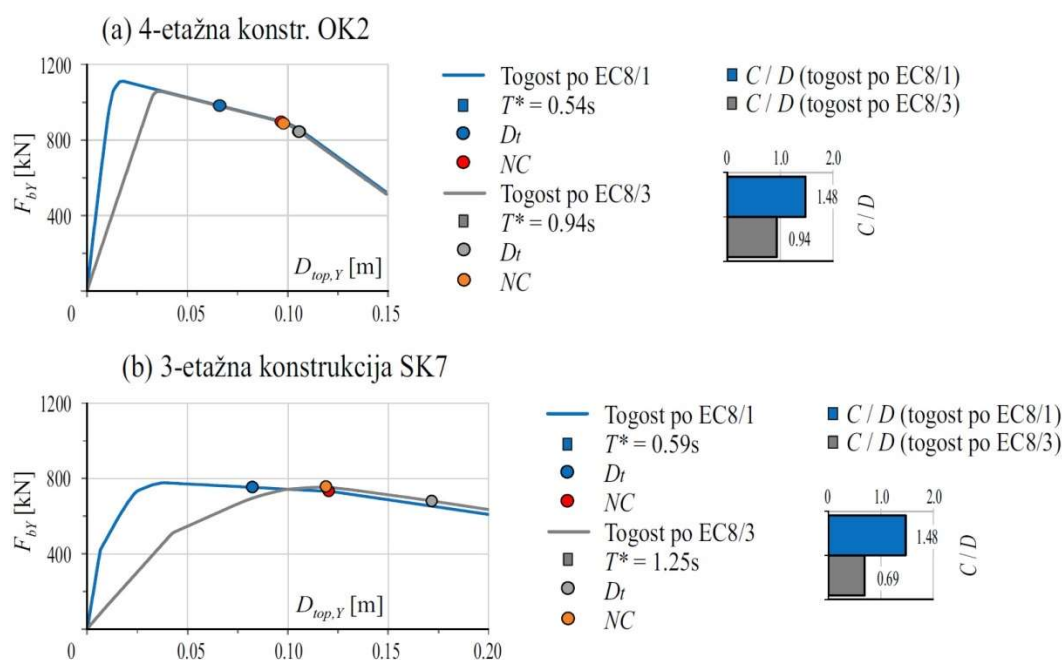 (a) 4-etažna konstr. OK2
1200
800
400
0
F_bY [kN]
D_top,Y [m]
0 0.05 0.10 0.15
Togost po EC8/1
T* = 0.54s
Dt
NC
Togost po EC8/3
T* = 0.94s
Dt
NC
C / D (togost po EC8/1)
C / D (togost po EC8/3)
0 1.0 2.0
1.48
0.94
C / D
(b) 3-etažna konstrukcija SK7
1200
800
400
0
F_bY [kN]
D_top,Y [m]
0 0.05 0.10 0.15 0.20
Togost po EC8/1
T* = 0.59s
Dt
NC
Togost po EC8/3
T* = 1.25s
Dt
NC
C / D (togost po EC8/1)
C / D (togost po EC8/3)
0 1.0 2.0
1.48
0.69
C / D